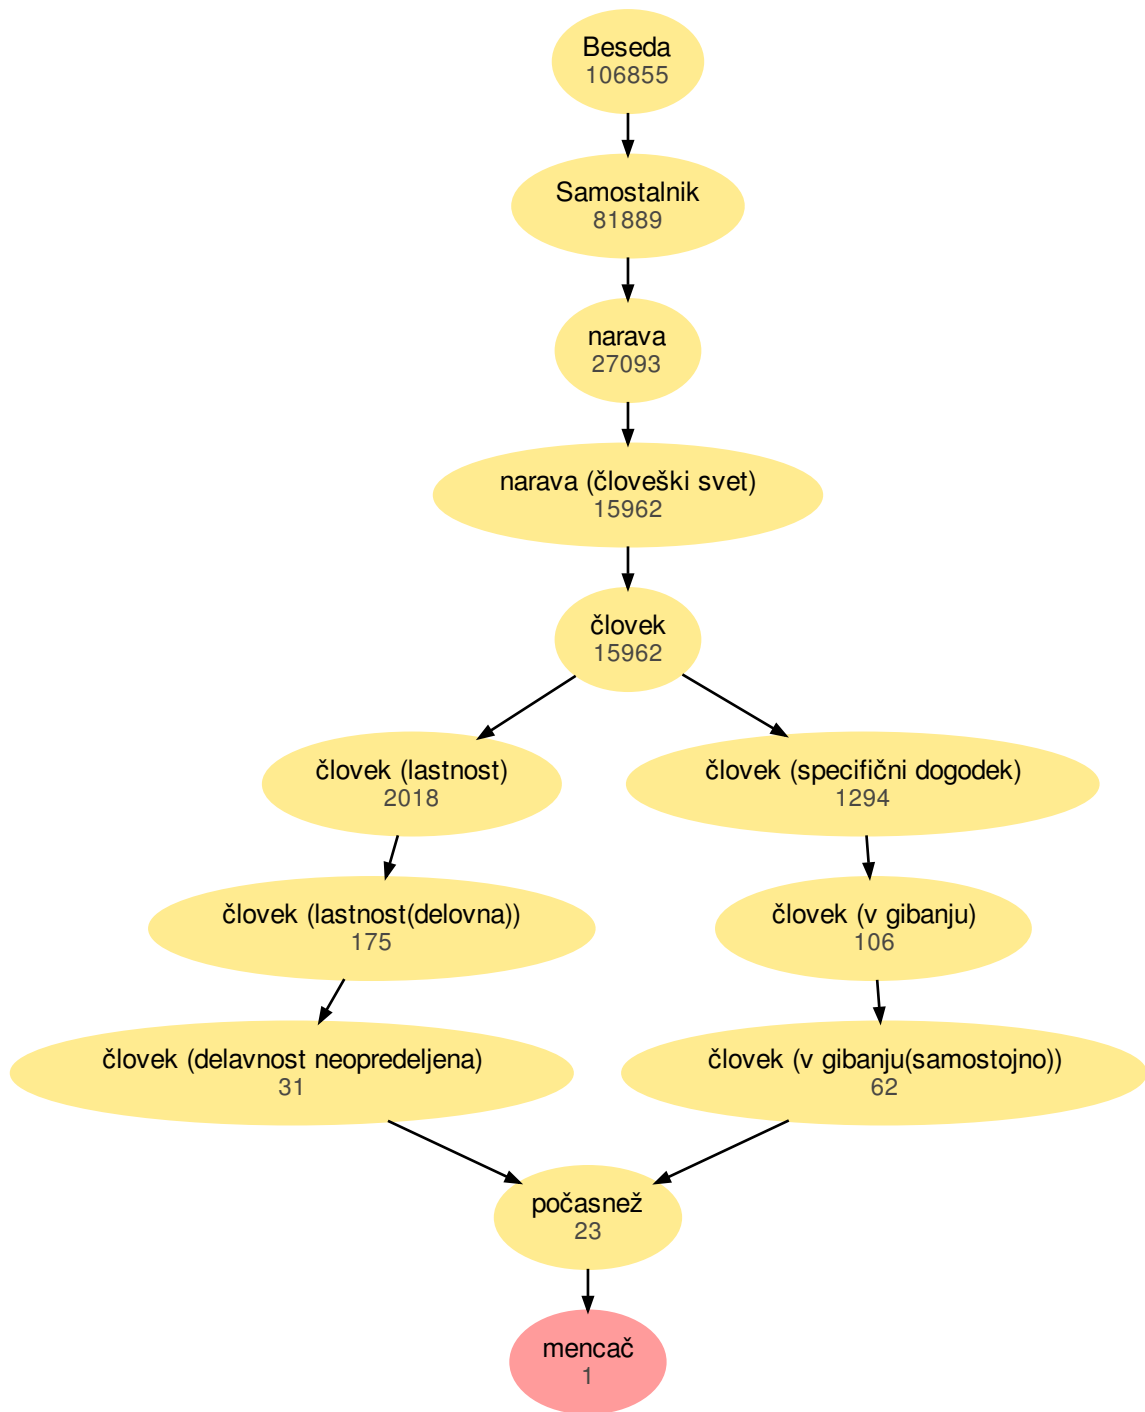 Beseda
106855
Samostalnik
81889
narava
27093
narava (človeški svet)
15962
človek
15962
človek (lastnost)
2018
človek (specifični dogodek)
1294
človek (lastnost(delovna))
175
človek (v gibanju)
106
človek (delavnost neopredeljena)
31
človek (v gibanju(samostojno))
62
počasnež
23
mencač
1